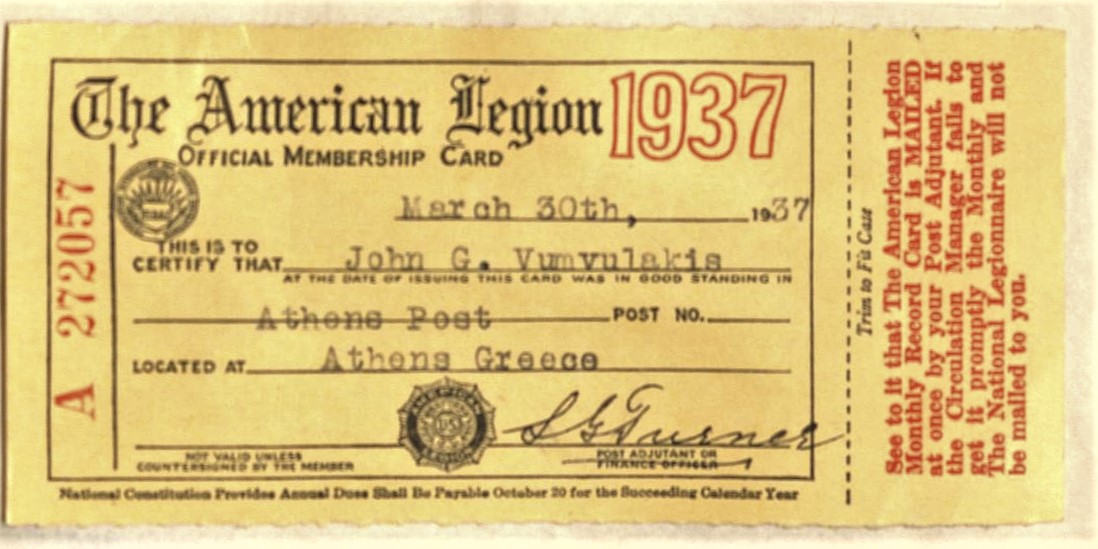 The American Legion 1937
OFFICIAL MEMBERSHIP CARD
A 272057
March 30th, 1937
THIS IS TO
CERTIFY THAT John G. Vumvulakis
AT THE DATE OF ISSUING THIS CARD WAS IN GOOD STANDING IN
Athens Post POST NO.
LOCATED AT Athens Greece
AMERICAN
US
LEGION
S G Turner
NOT VALID UNLESS
COUNTERSIGNED BY THE MEMBER
POST ADJUTANT OR
FINANCE OFFICER
National Constitution Provides Annual Dues Shall Be Payable October 20 for the Succeeding Calendar Year
Trim to Fit Case
See to it that The American Legion
Monthly Record Card is MAILED
at once by your Post Adjutant. If
the Circulation Manager fails to
get it promptly the Monthly and
The National Legionnaire will not
be mailed to you.